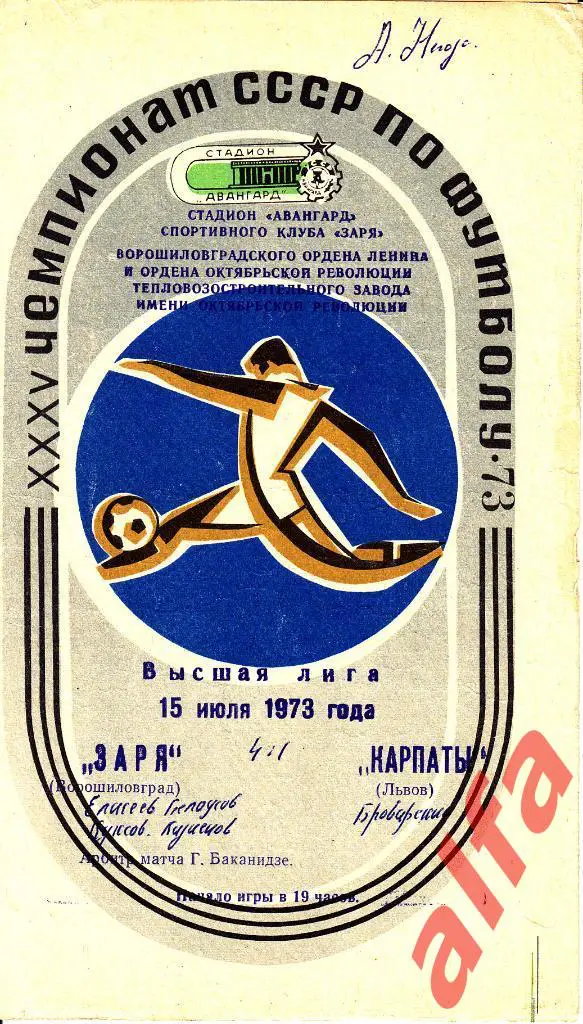 XXXV ЧЕМПИОНАТ СССР ПО ФУТБОЛУ·73
СТАДИОН
„АВАНГАРД"
СТАДИОН «АВАНГАРД»
СПОРТИВНОГО КЛУБА «ЗАРЯ»
ВОРОШИЛОВГРАДСКОГО ОРДЕНА ЛЕНИНА
И ОРДЕНА ОКТЯБРЬСКОЙ РЕВОЛЮЦИИ
ТЕПЛОВОЗОСТРОИТЕЛЬНОГО ЗАВОДА
ИМЕНИ ОКТЯБРЬСКОЙ РЕВОЛЮЦИИ
ВЫСШАЯ ЛИГА
15 ИЮЛЯ 1973 ГОДА
„ЗАРЯ" 4:1 „КАРПАТЫ"
(Ворошиловград) (Львов)
Елисеев Броварский
Куксов. Кузнецов
Арбитр матча Г. Баканидзе.
Начало игры в 19 часов.
alfa